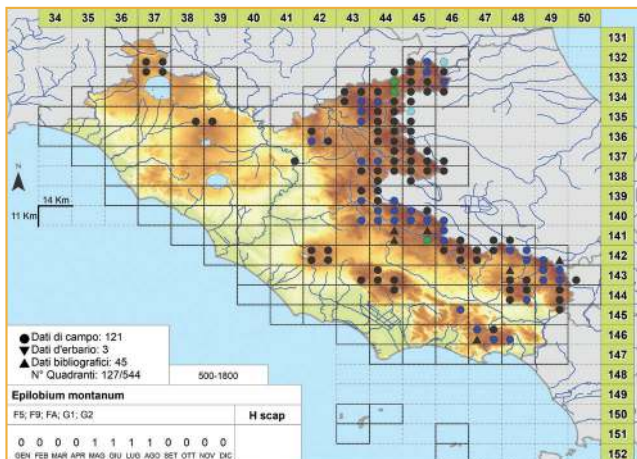 34 35 36 37 38 39 40 41 42 43 44 45 46 47 48 49 50
131
132
133
134
135
136
137
138
139
140
141
142
143
144
145
146
147
148
149
150
151
152
N
14 Km
11 Km
Dati di campo: 121
Dati d'erbario: 3
Dati bibliografici: 45
N° Quadranti: 127/544
500-1800
Epilobium montanum
F5; F9; FA; G1; G2
H scap
0 0 0 0 1 1 1 1 0 0 0 0
GEN FEB MAR APR MAG GIU LUG AGO SET OTT NOV DIC